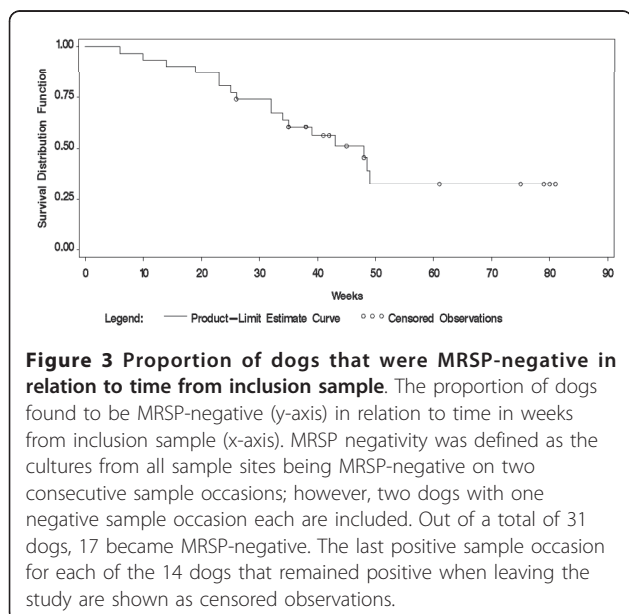 1.00
0.75
0.50
0.25
0.00
Survival Distribution Function
0 10 20 30 40 50 60 70 80 90
Weeks
Legend: Product-Limit Estimate Curve Censored Observations
Figure 3 Proportion of dogs that were MRSP-negative in
relation to time from inclusion sample. The proportion of dogs
found to be MRSP-negative (y-axis) in relation to time in weeks
from inclusion sample (x-axis). MRSP negativity was defined as the
cultures from all sample sites being MRSP-negative on two
consecutive sample occasions; however, two dogs with one
negative sample occasion each are included. Out of a total of 31
dogs, 17 became MRSP-negative. The last positive sample occasion
for each of the 14 dogs that remained positive when leaving the
study are shown as censored observations.